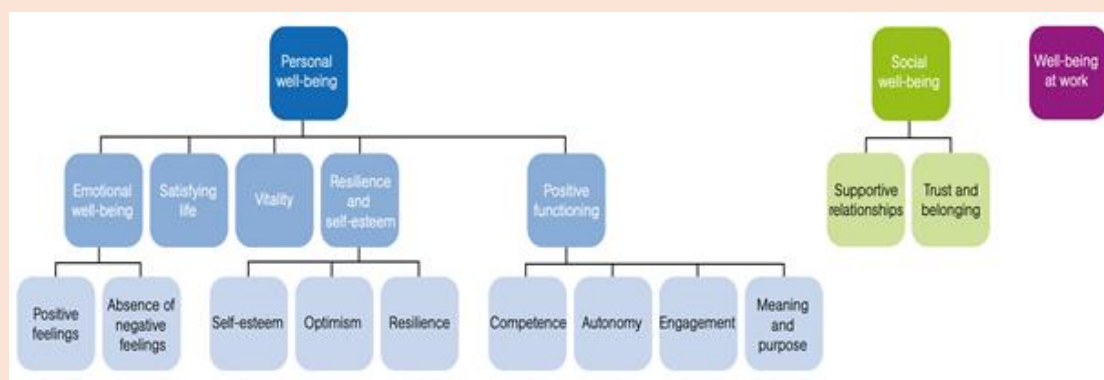 Personal
well-being
Social
well-being
Well-being
at work
Emotional
well-being
Satisfying
life
Vitality
Resilience
and
self-esteem
Positive
functioning
Supportive
relationships
Trust and
belonging
Positive
feelings
Absence of
negative
feelings
Self-esteem
Optimism
Resilience
Competence
Autonomy
Engagement
Meaning
and
purpose